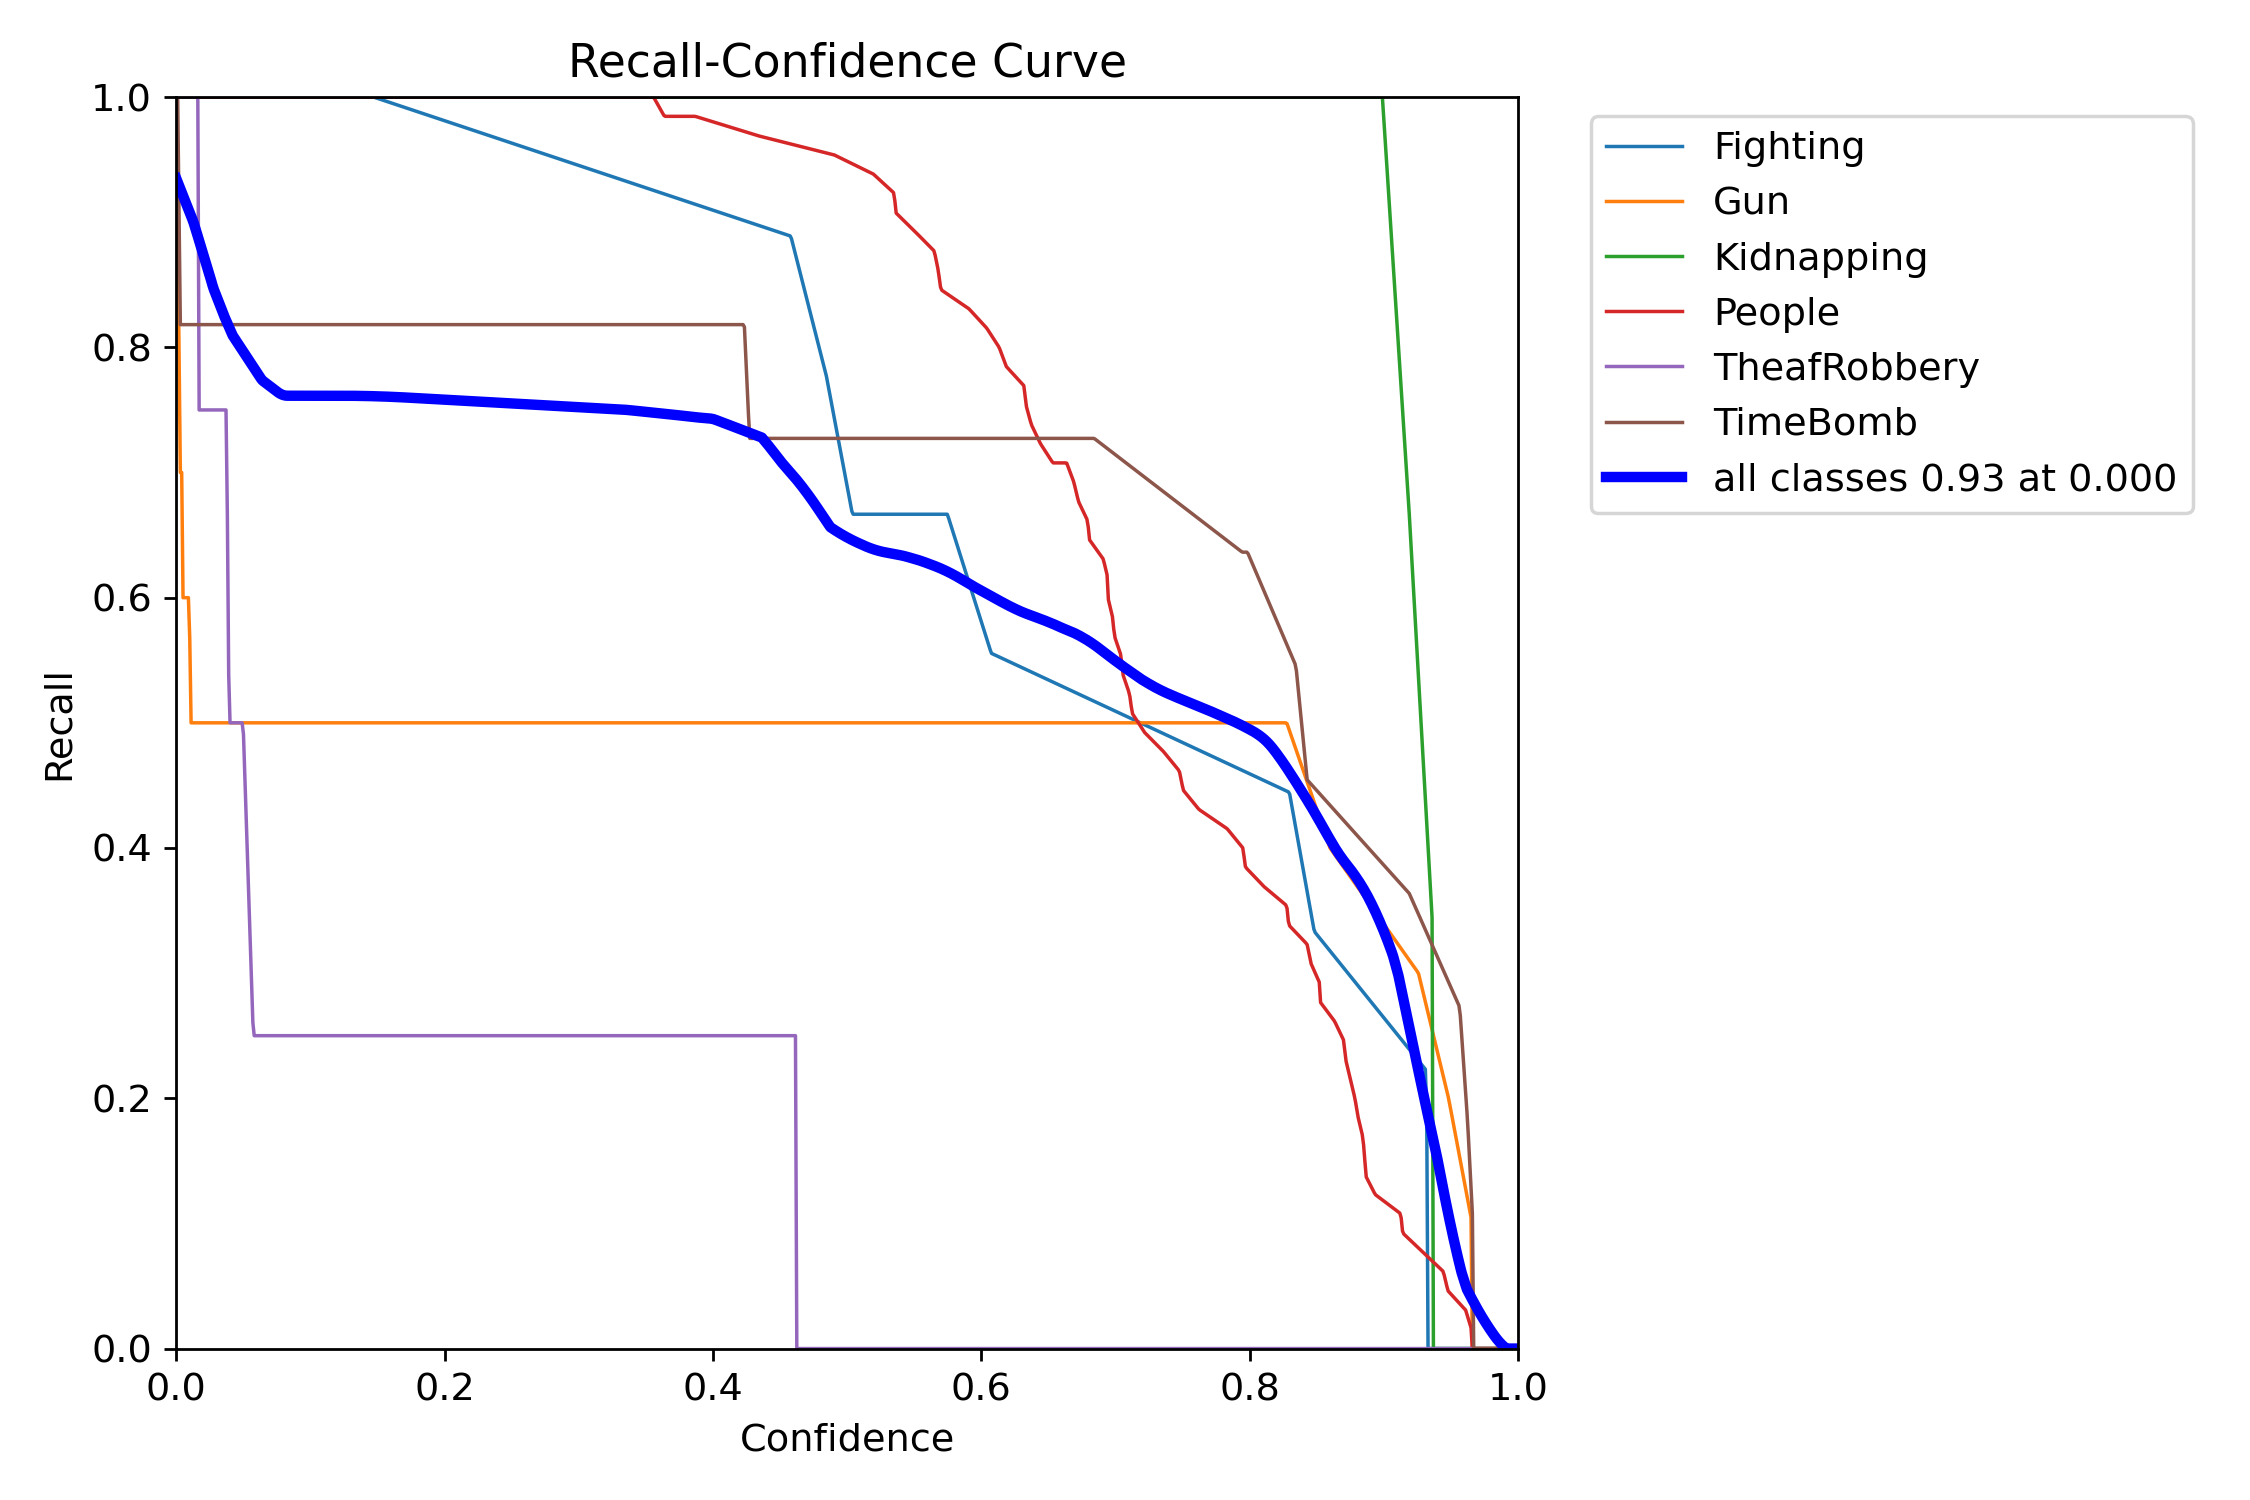 Recall-Confidence Curve
1.0
0.8
0.6
0.4
0.2
0.0
Recall
0.0 0.2 0.4 0.6 0.8 1.0
Confidence
Fighting
Gun
Kidnapping
People
TheafRobbery
TimeBomb
all classes 0.93 at 0.000